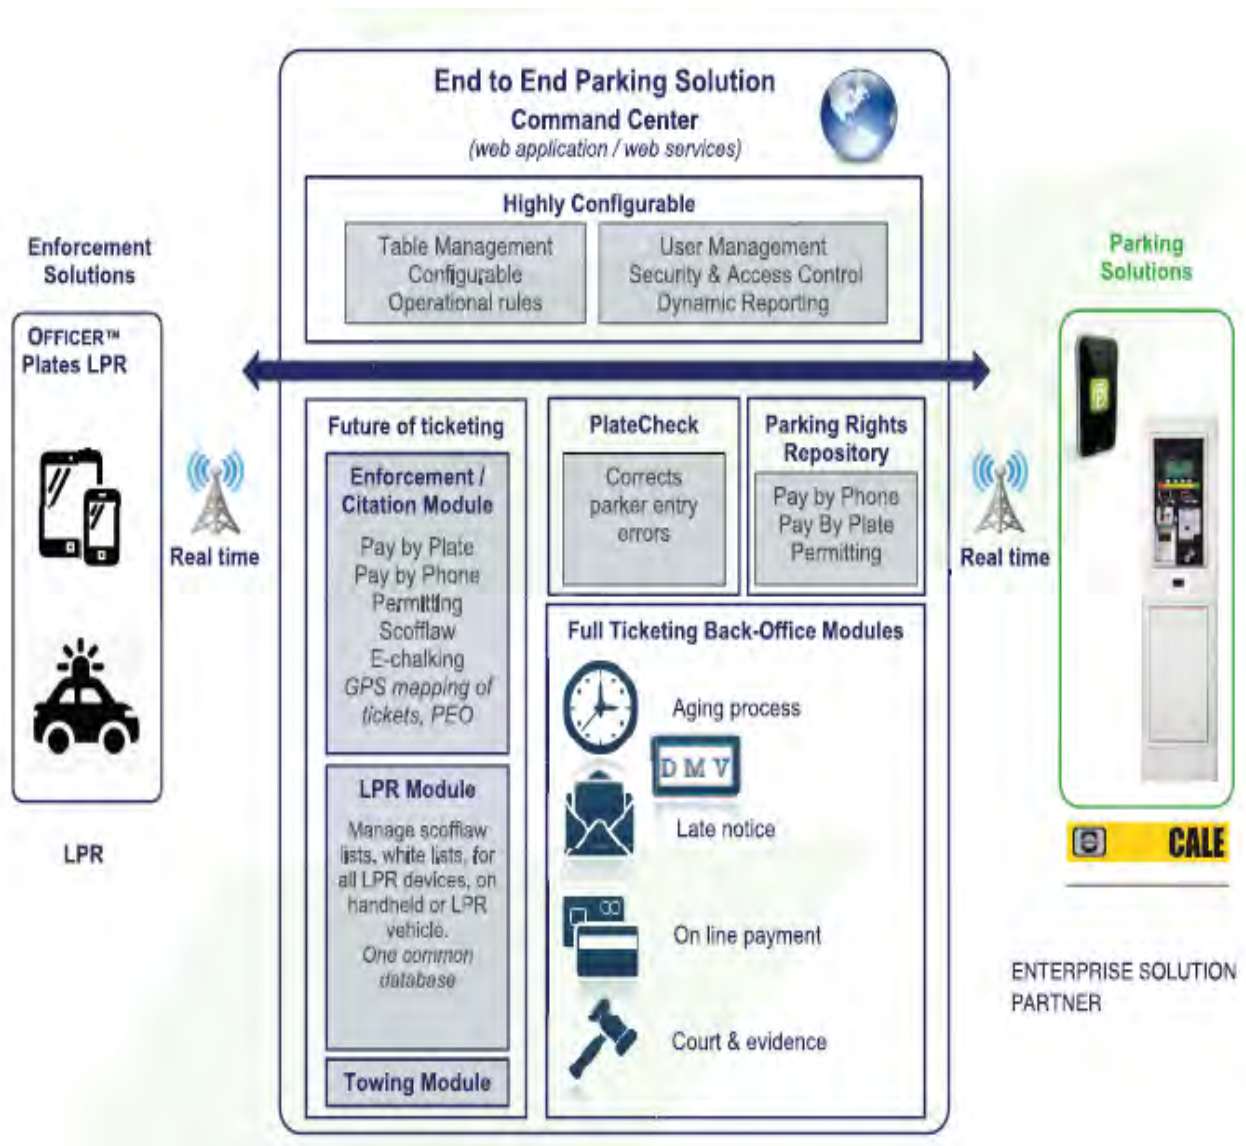 End to End Parking Solution
Command Center
(web application / web services)
Highly Configurable
Table Management
Configurable
Operational rules
User Management
Security & Access Control
Dynamic Reporting
Enforcement
Solutions
OFFICER™
Plates LPR
Real time
LPR
Future of ticketing
Enforcement /
Citation Module
Pay by Plate
Pay by Phone
Permitting
Scofflaw
E-chalking
GPS mapping of
tickets, PEO
LPR Module
Manage scofflaw
lists, white lists, for
all LPR devices, on
handheld or LPR
vehicle.
One common
database
Towing Module
PlateCheck
Corrects
parker entry
errors
Parking Rights
Repository
Pay by Phone
Pay By Plate
Permitting
Full Ticketing Back-Office Modules
Aging process
DMV
Late notice
On line payment
Court & evidence
Real time
Parking
Solutions
CALE
ENTERPRISE SOLUTION
PARTNER